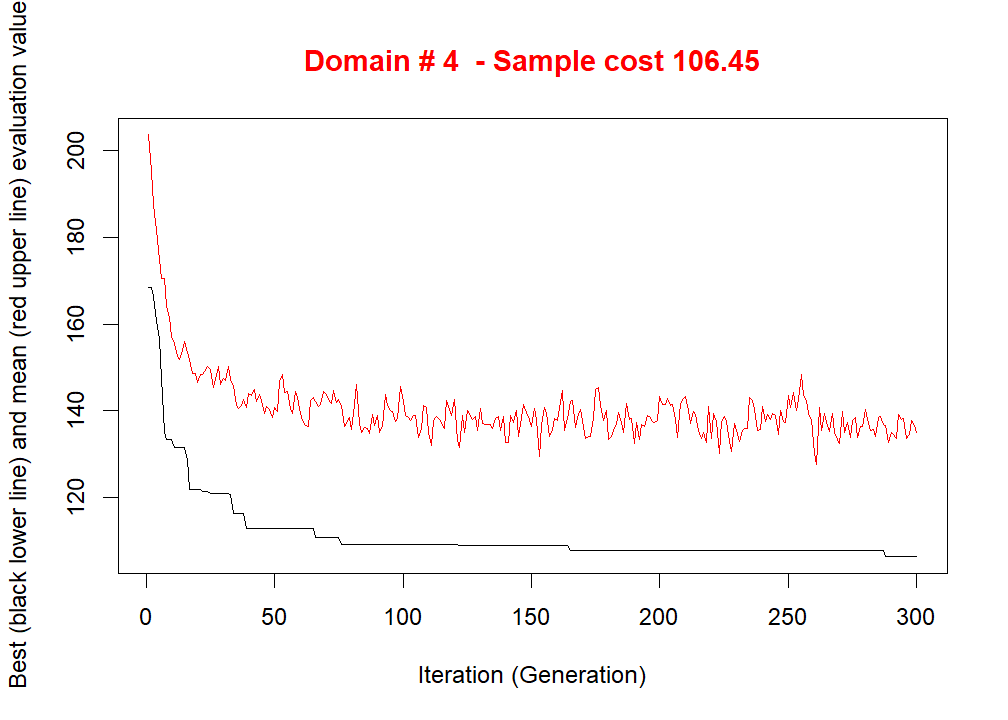 Domain # 4  - Sample cost 106.45
Best (black lower line) and mean (red upper line) evaluation value
200
180
160
140
120
0 50 100 150 200 250 300
Iteration (Generation)